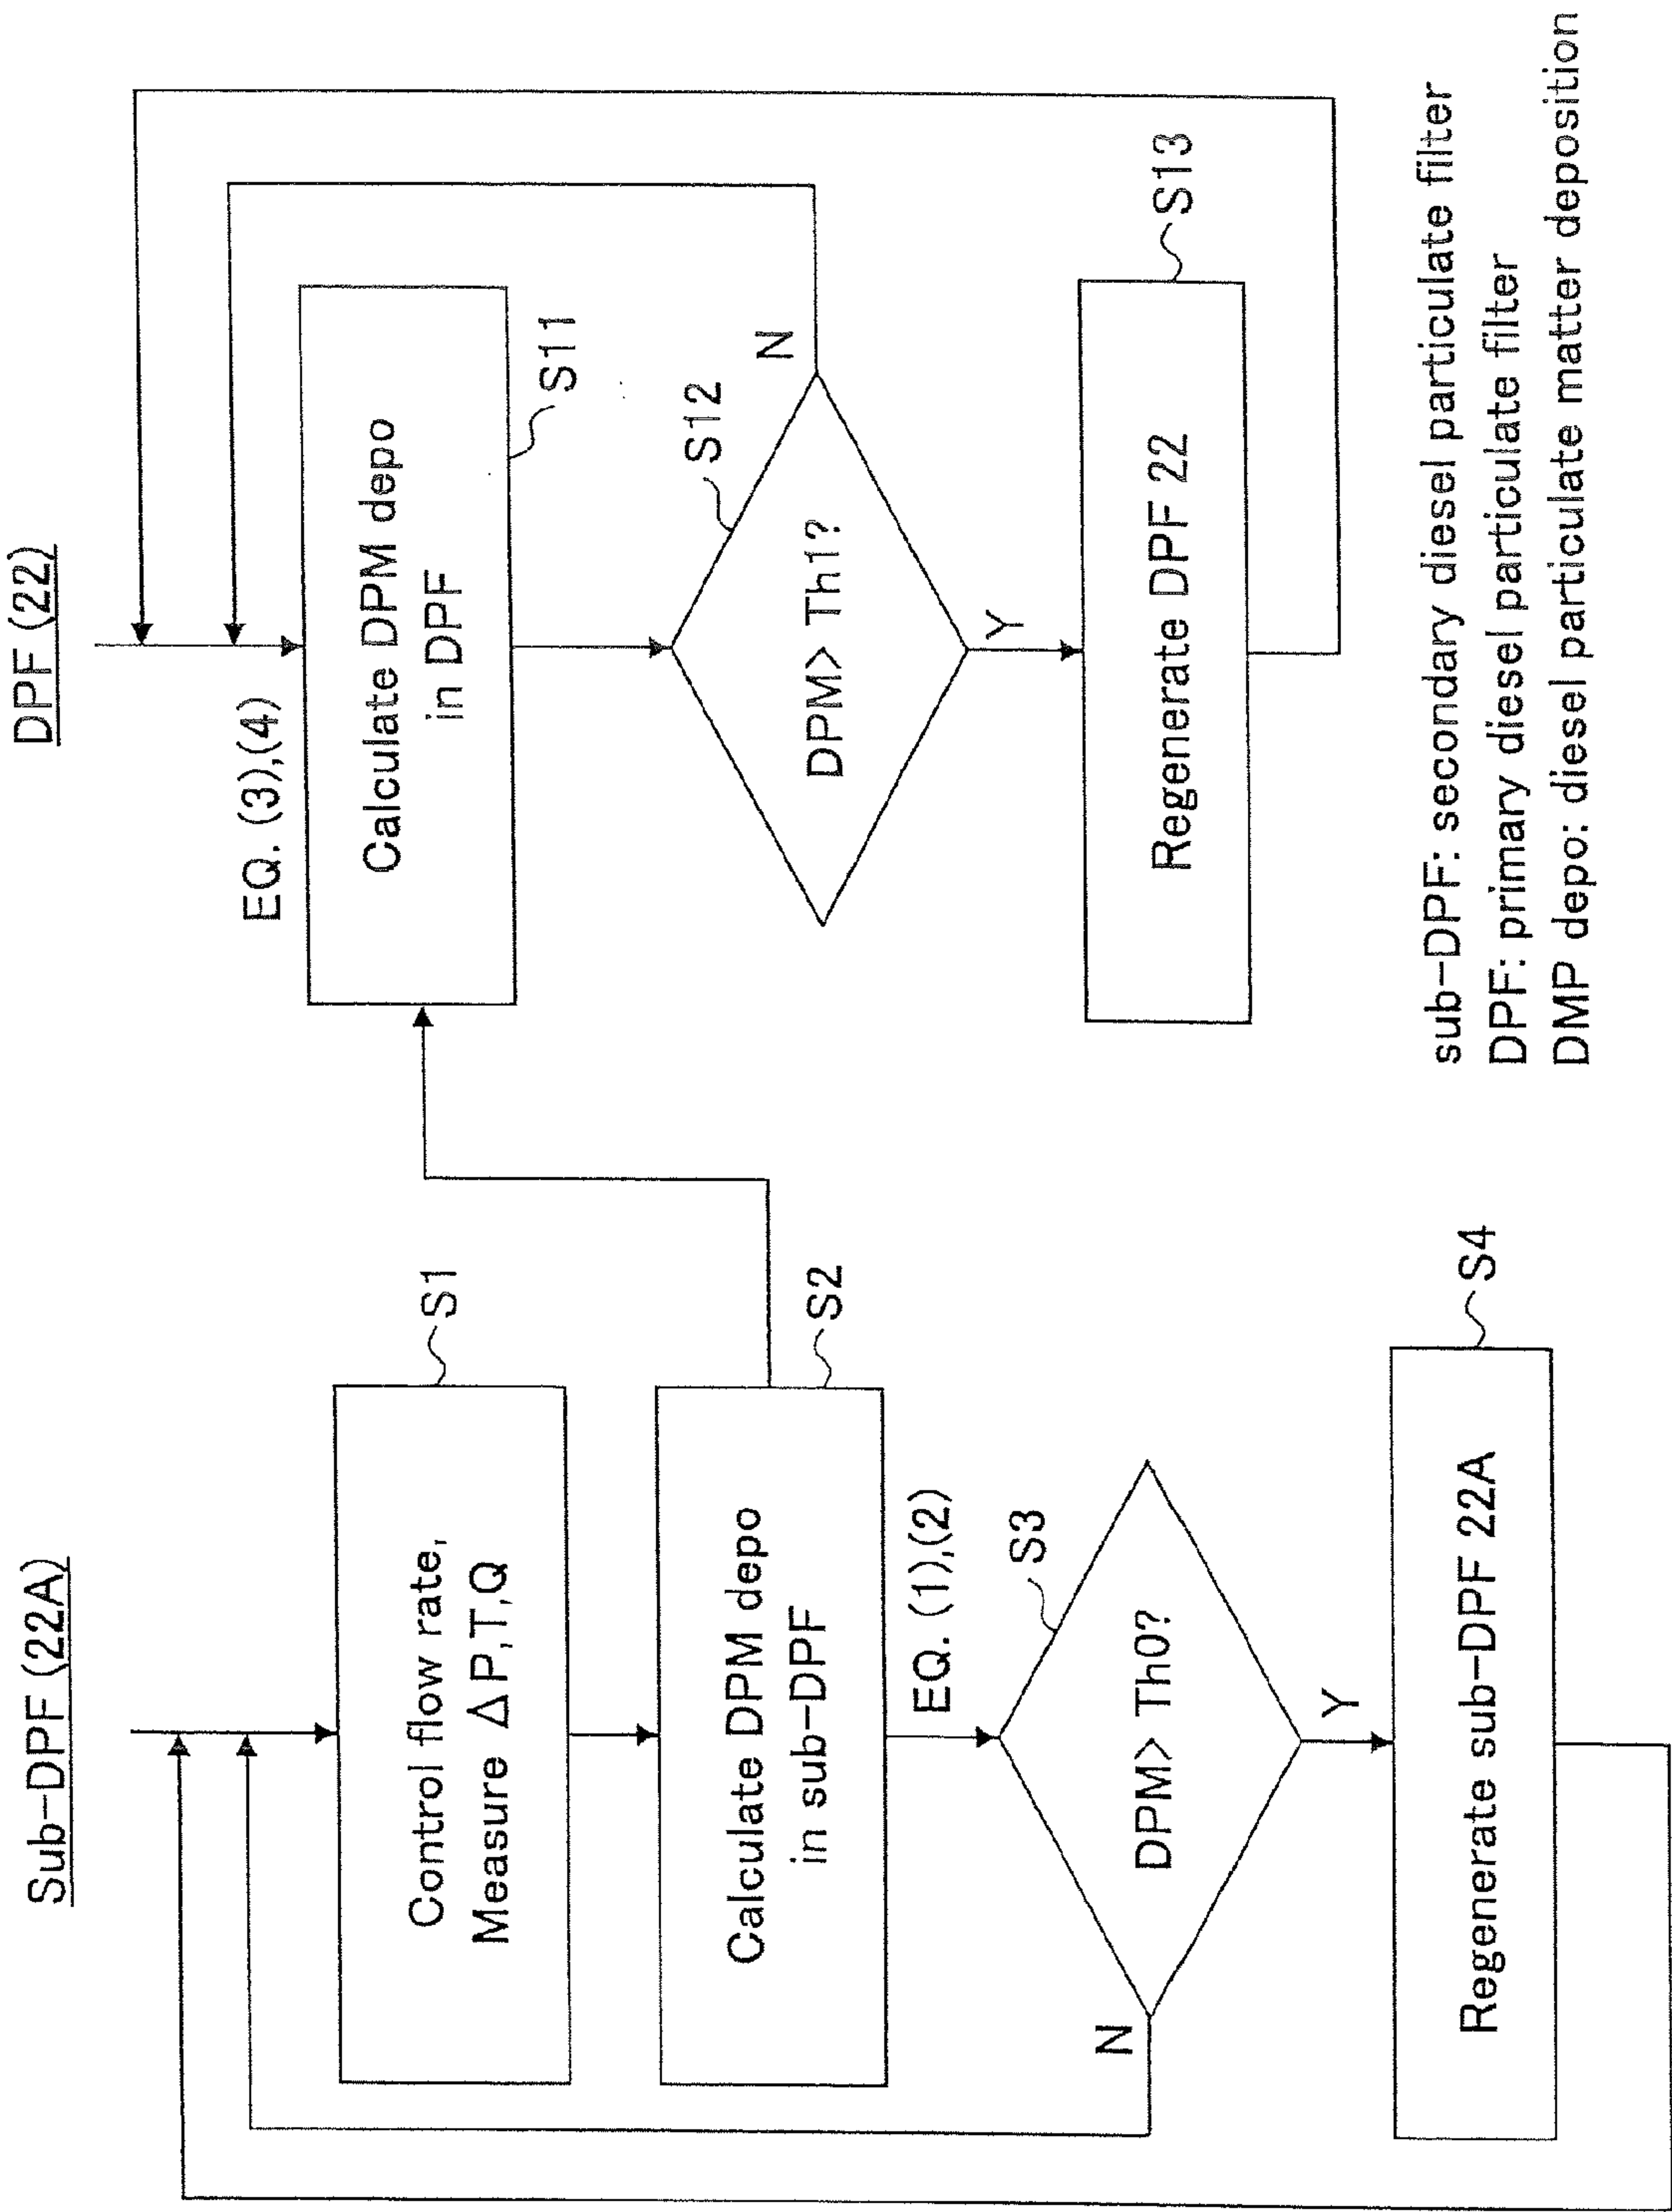 Sub-DPF (22A)
Control flow rate,
Measure ΔP,T,Q
S1
Calculate DPM depo
in sub-DPF
S2
EQ. (1),(2)
S3
DPM> Th0?
N
Y
Regenerate sub-DPF 22A
S4
DPF (22)
EQ. (3),(4)
Calculate DPM depo
in DPF
S11
S12
DPM> Th1?
N
Y
Regenerate DPF 22
S13
sub-DPF: secondary diesel particulate filter
DPF: primary diesel particulate filter
DMP depo: diesel particulate matter deposition